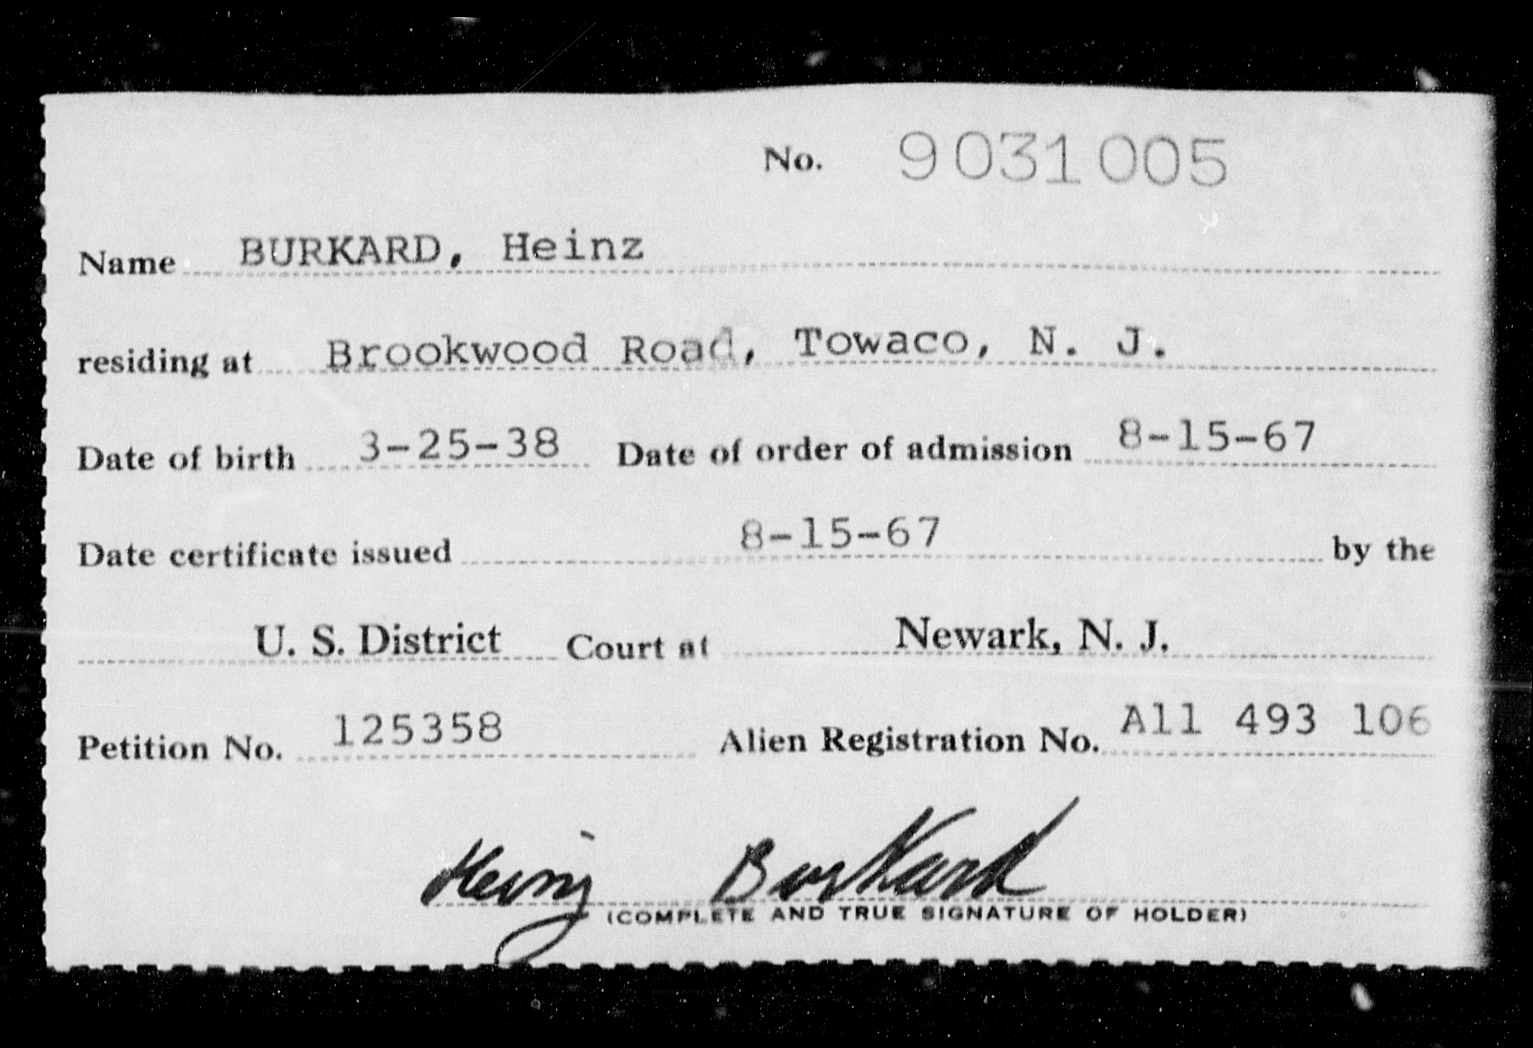 No. 9031005
Name BURKARD, Heinz
residing at Brookwood Road, Towaco, N. J.
Date of birth 3-25-38 Date of order of admission 8-15-67
Date certificate issued 8-15-67 by the
U. S. District Court at Newark, N. J.
Petition No. 125358 Alien Registration No. A11 493 106
Heinz Burkard
(COMPLETE AND TRUE SIGNATURE OF HOLDER)